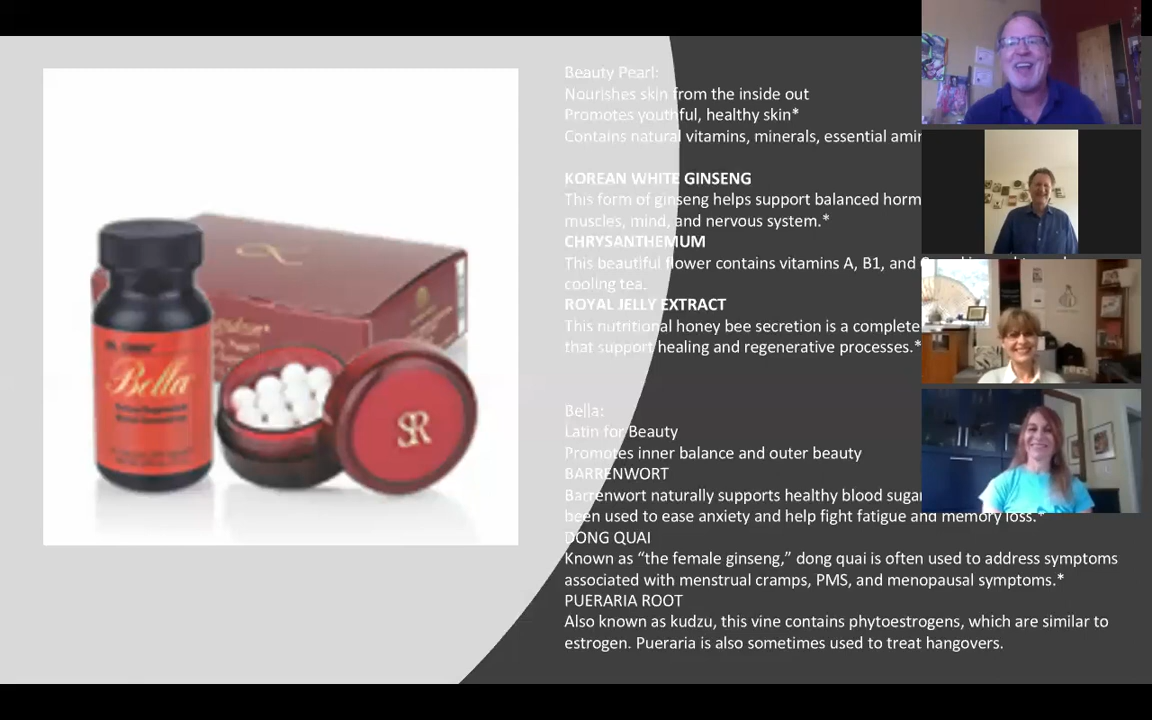 Beauty Pearl:
Nourishes skin from the inside out
Promotes youthful, healthy skin*
Contains natural vitamins, minerals, essential
KOREAN WHITE GINSENG
This form of ginseng helps support balanced
muscles, mind, and nervous system.*
CHRYSANTHEMUM
This beautiful flower contains vitamins A, B1, and
cooling tea.
ROYAL JELLY EXTRACT
This nutritional honey bee secretion is a complete
that support healing and regenerative processes.*
Bella:
Latin for Beauty
Promotes inner balance and outer beauty
BARRENWORT
Barrenwort naturally supports healthy blood
been used to ease anxiety and help fight fatigue and memory loss.*
DONG QUAI
Known as “the female ginseng,” dong quai is often used to address symptoms
associated with menstrual cramps, PMS, and menopausal symptoms.*
PUERARIA ROOT
Also known as kudzu, this vine contains phytoestrogens, which are similar to
estrogen. Pueraria is also sometimes used to treat hangovers.
Bella
SR